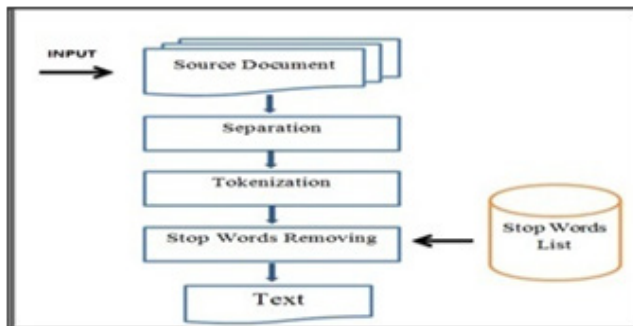 INPUT
Source Document
Separation
Tokenization
Stop Words Removing
Stop Words
List
Text